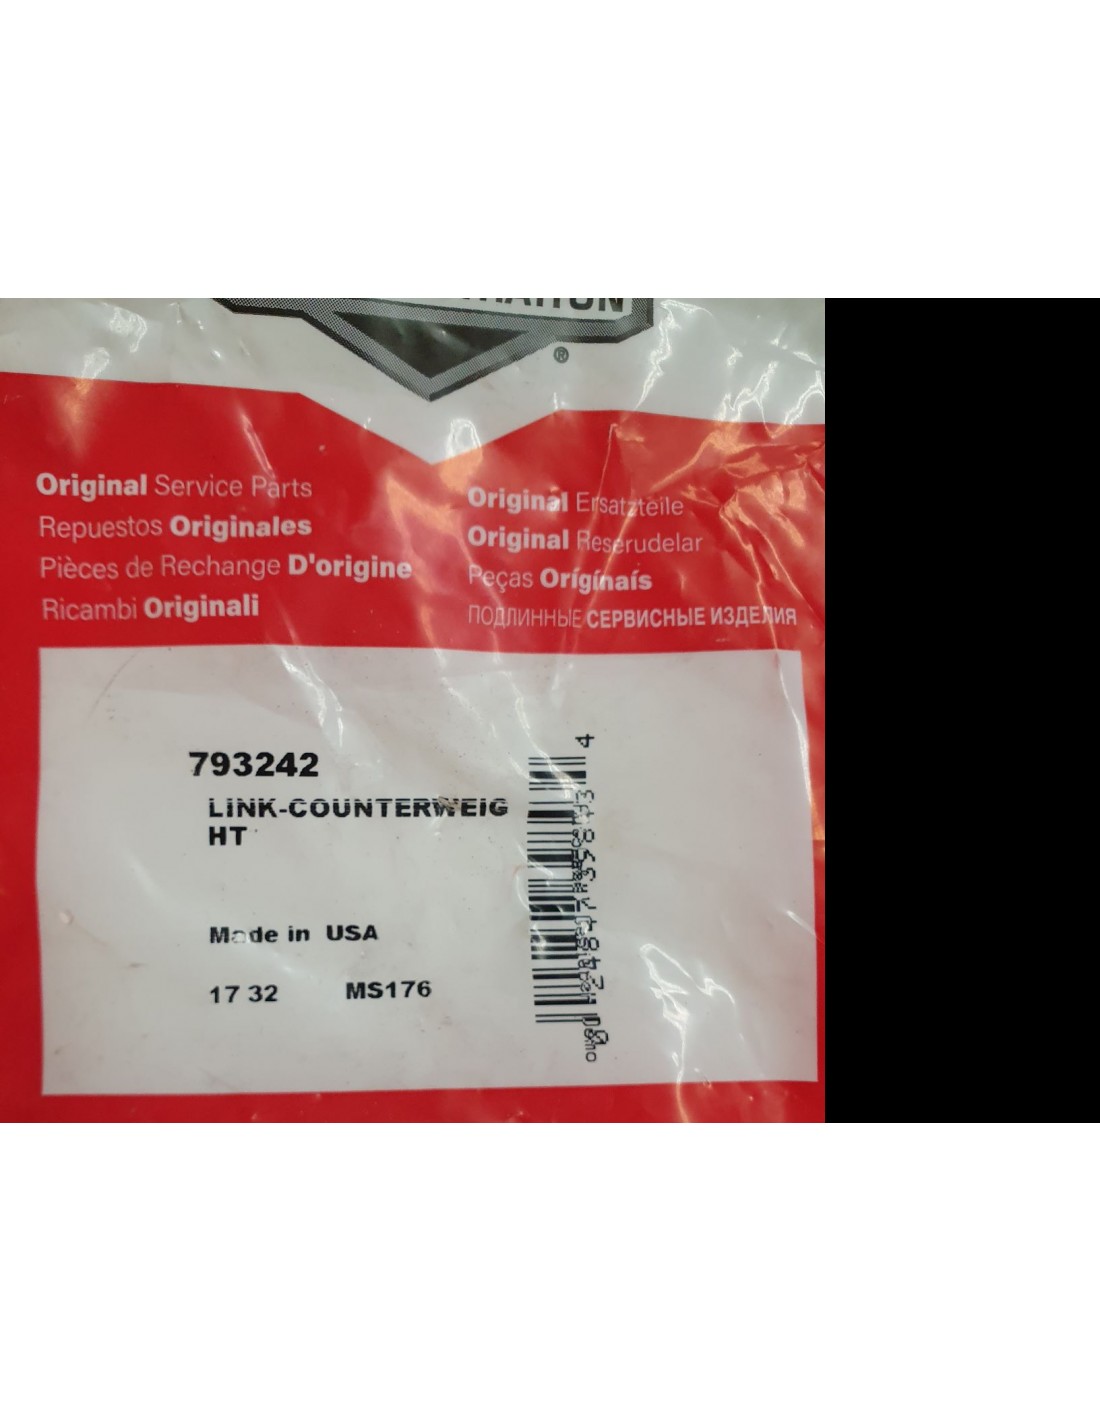 Original Service Parts
Repuestos Originales
Pièces de Rechange D'origine
Ricambi Originali
Original Ersatzteile
Original Reserudelar
Peças Originais
ПОДЛИННЫЕ СЕРВИСНЫЕ ИЗДЕЛИЯ
793242
LINK-COUNTERWEIG
HT
Made in USA
17 32 MS176
4